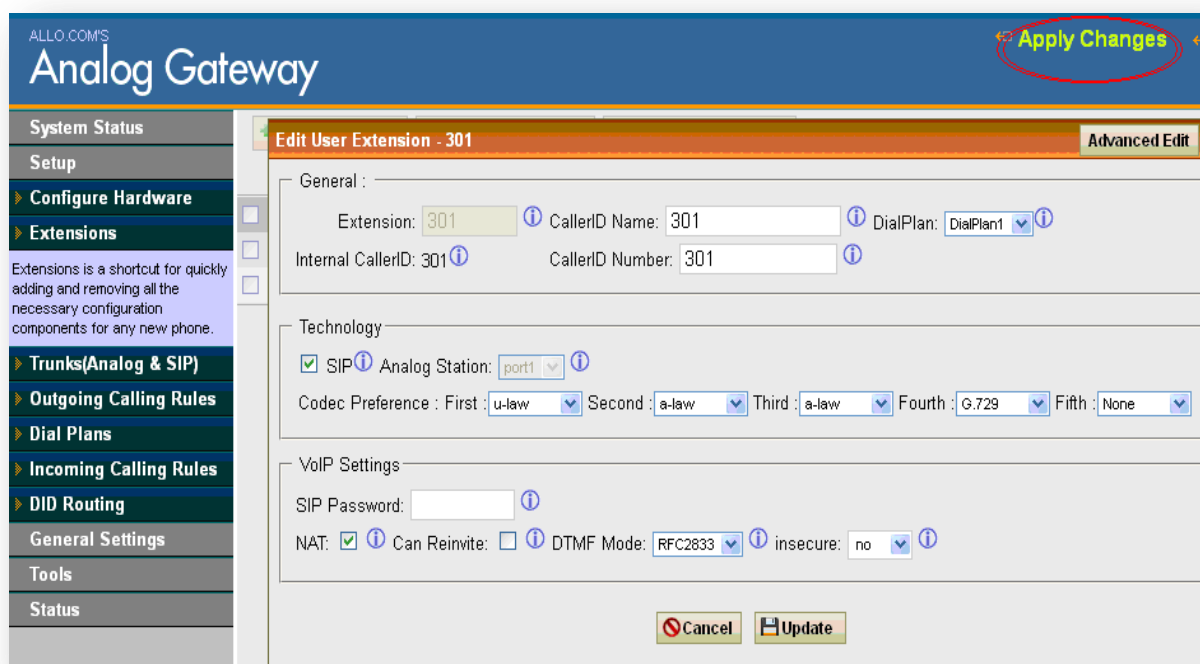 ALLO.COM'S
Analog Gateway
Apply Changes
System Status
Setup
Configure Hardware
Extensions
Extensions is a shortcut for quickly
adding and removing all the
necessary configuration
components for any new phone.
Trunks(Analog & SIP)
Outgoing Calling Rules
Dial Plans
Incoming Calling Rules
DID Routing
General Settings
Tools
Status
Edit User Extension - 301
Advanced Edit
General :
Extension: 301 CallerID Name: 301 DialPlan: DialPlan1
Internal CallerID: 301 CallerID Number: 301
Technology
SIP Analog Station: port1
Codec Preference : First : u-law Second : a-law Third : a-law Fourth : G.729 Fifth : None
VoIP Settings
SIP Password:
NAT: Can Reinvite: DTMF Mode: RFC2833 insecure: no
Cancel Update